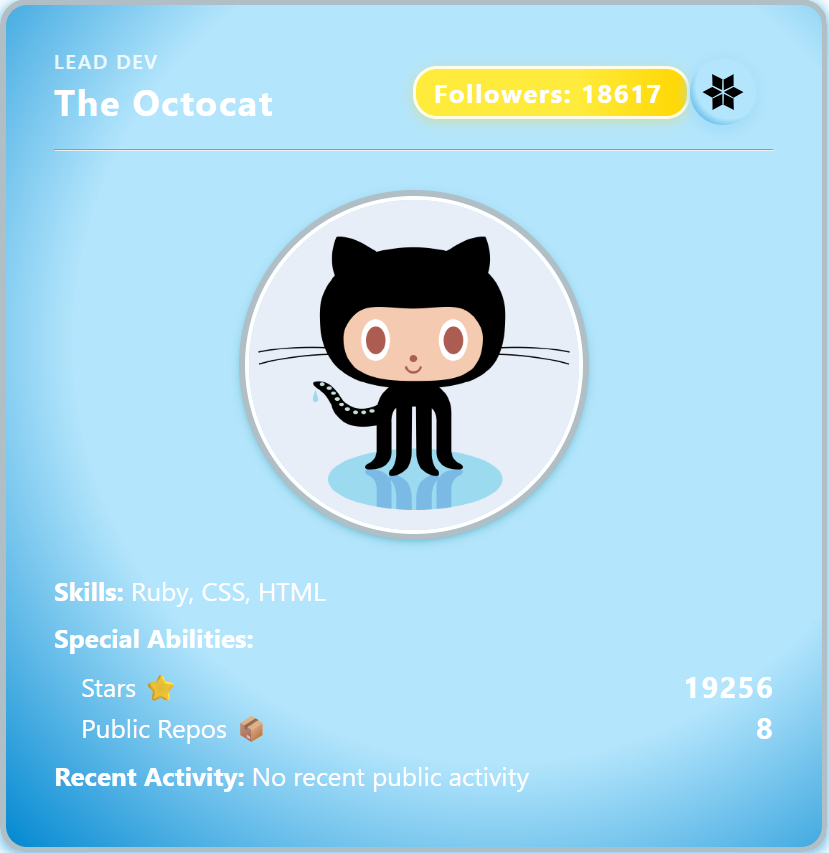 LEAD DEV
The Octocat
Followers: 18617
Skills: Ruby, CSS, HTML
Special Abilities:
Stars ⭐ 19256
Public Repos 📦 8
Recent Activity: No recent public activity